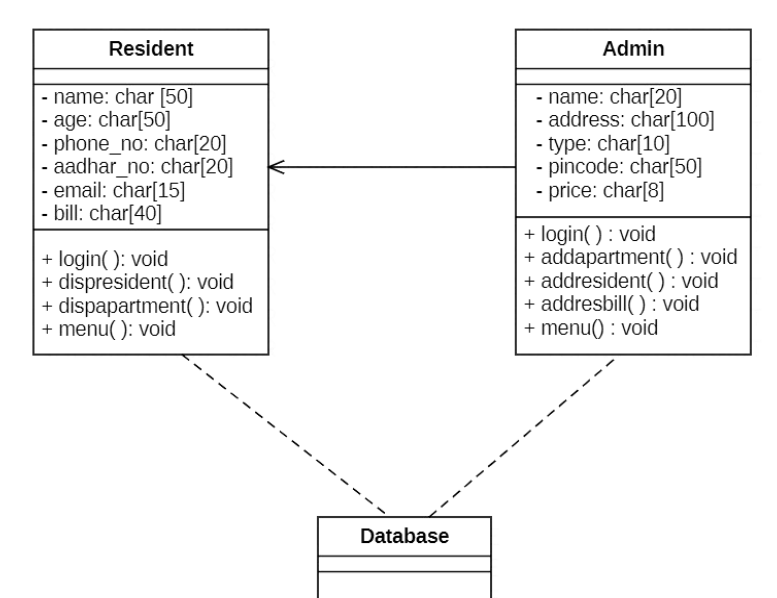 Resident
- name: char [50]
- age: char[50]
- phone_no: char[20]
- aadhar_no: char[20]
- email: char[15]
- bill: char[40]
+ login( ): void
+ dispresident( ): void
+ dispapartment( ): void
+ menu( ): void
Admin
- name: char[20]
- address: char[100]
- type: char[10]
- pincode: char[50]
- price: char[8]
+ login( ) : void
+ addapartment( ) : void
+ addresident( ) : void
+ addresbill( ) : void
+ menu() : void
Database